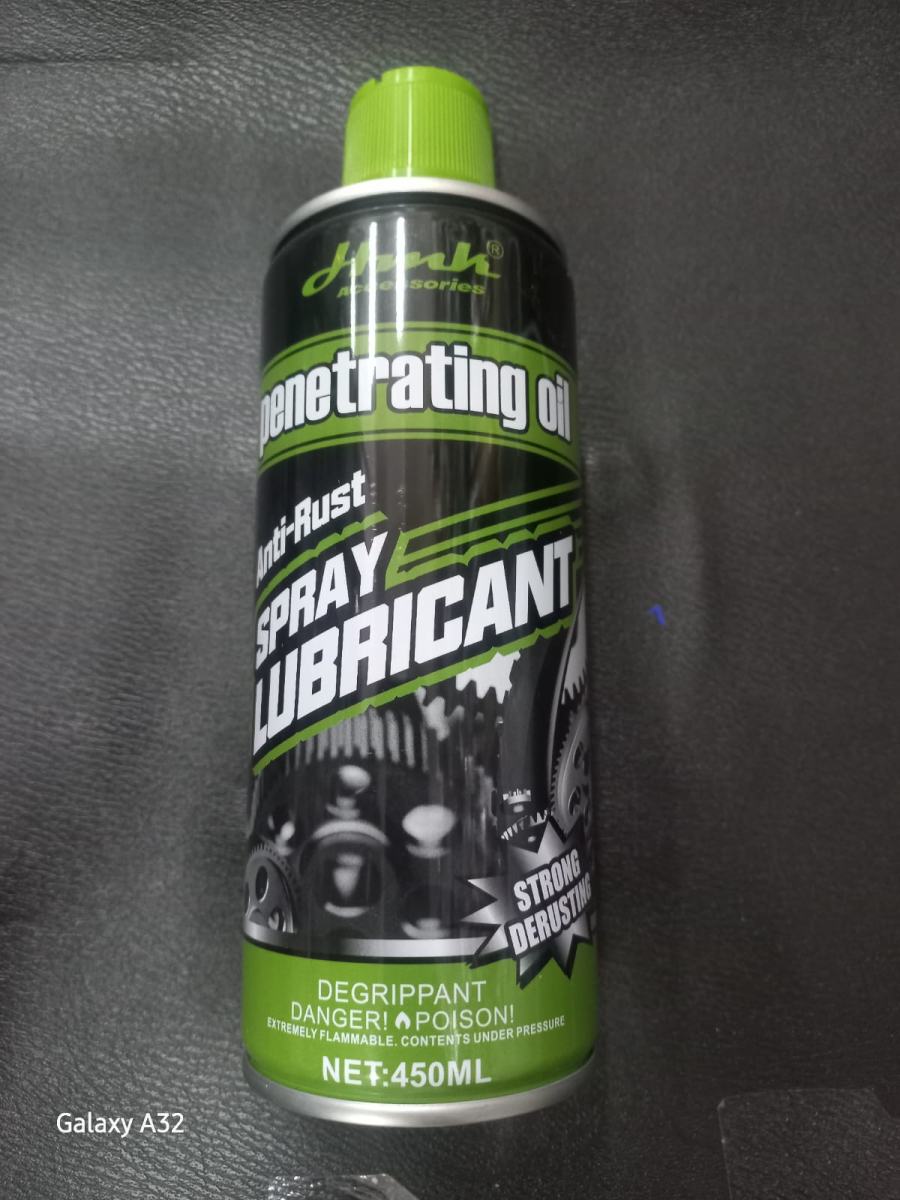 Hmk®
Accessories
penetrating oil
Anti-Rust
SPRAY
LUBRICANT
STRONG
DERUSTING
DEGRIPPANT
DANGER! POISON!
EXTREMELY FLAMMABLE. CONTENTS UNDER PRESSURE
NET:450ML
Galaxy A32